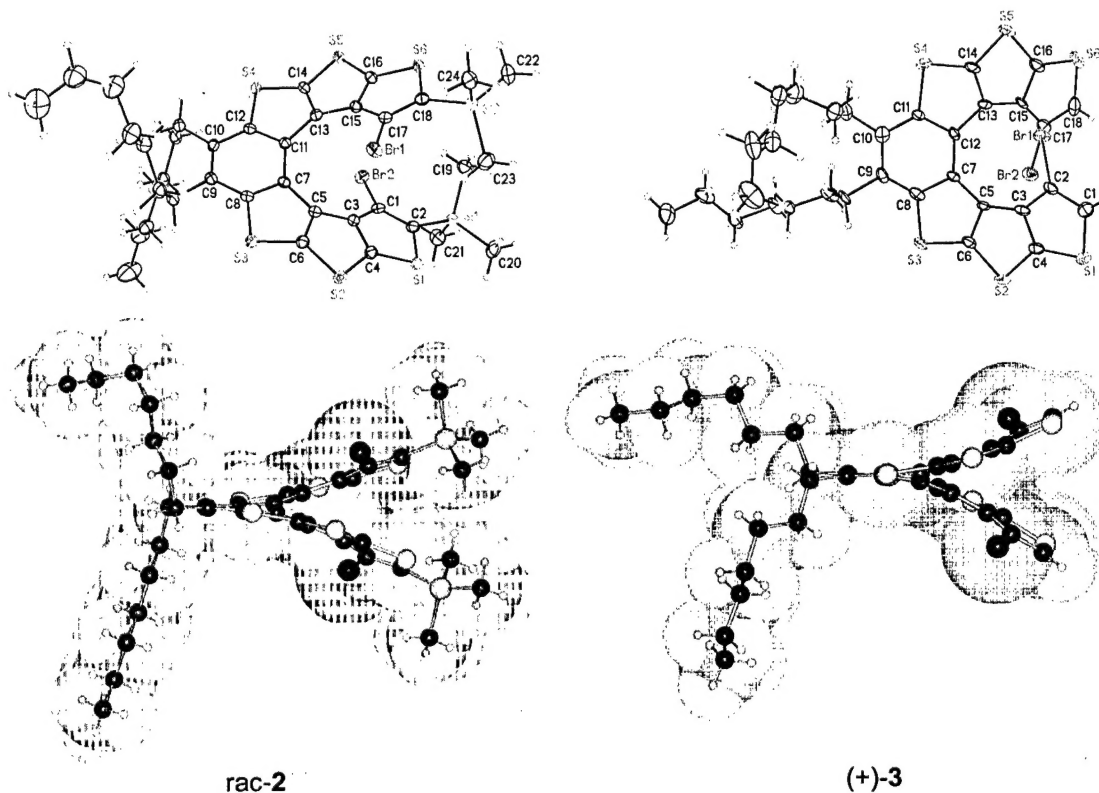 S5 C16 S6 C22
C24
S4 C14
C18
C13 C15 C17
C10 C12
C11 Br1
C19 C23
Br2
C9 C7
C8 C5 C3 C1 C2
C21
C20
S3 C6 C4 S1
S2
S5
S4 C14 C16 S6
C11 C13 C15 C18
C10 C12 Br1 C17
Br2
C9 C7 C2
C8 C5 C3 C1
S3 C6 C4 S1
S2
rac-2
(+)-3